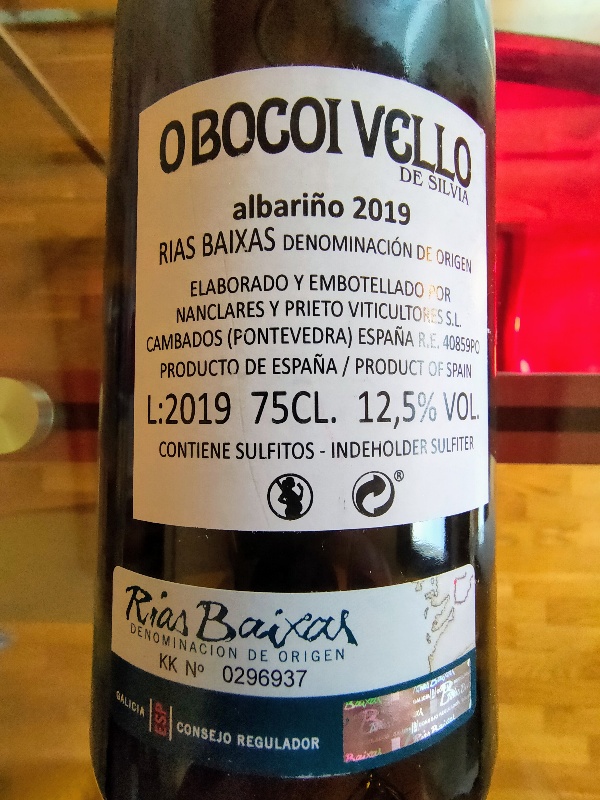 O BOCOI VELLO
DE SILVIA
albariño 2019
RIAS BAIXAS DENOMINACIÓN DE ORIGEN
ELABORADO Y EMBOTELLADO POR
NANCLARES Y PRIETO VITICULTORES S.L.
CAMBADOS (PONTEVEDRA) ESPAÑA R.E. 40859PO
PRODUCTO DE ESPAÑA / PRODUCT OF SPAIN
L:2019 75CL. 12,5% VOL.
CONTIENE SULFITOS - INDEHOLDER SULFITER
®
Rias Baixas
DENOMINACION DE ORIGEN
KK Nº 0296937
GALICIA ESP CONSEJO REGULADOR